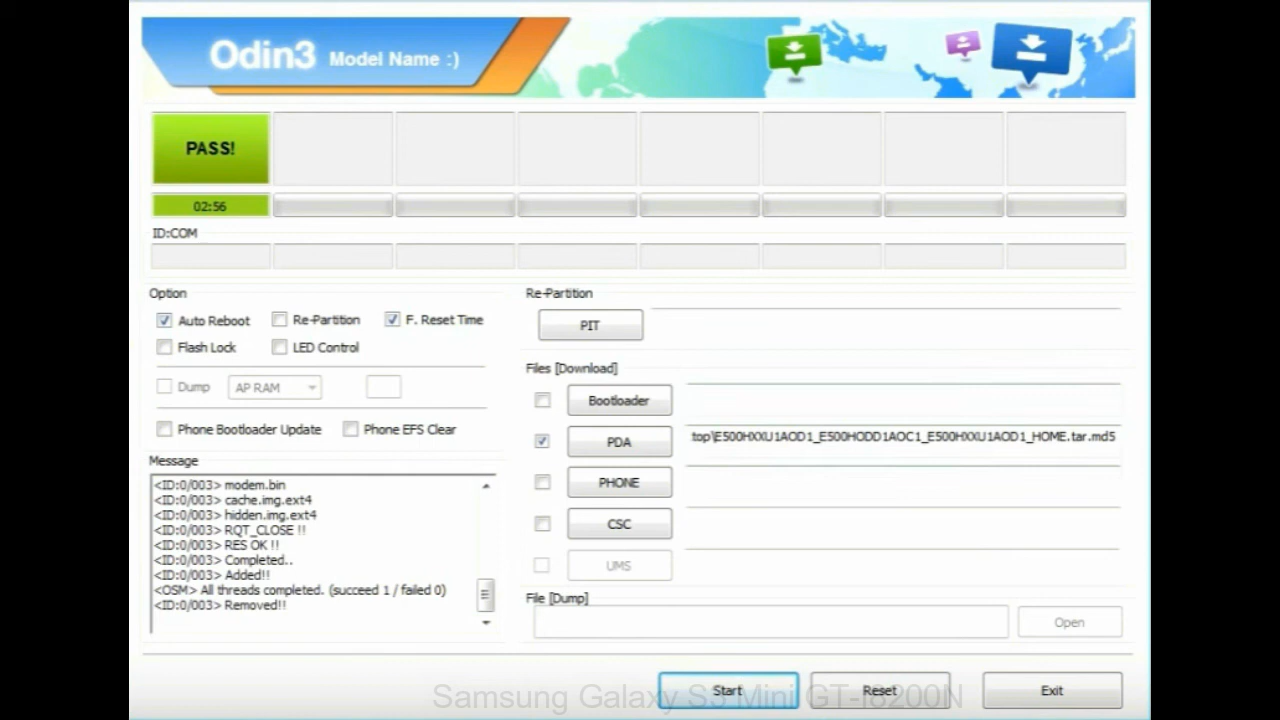 Odin3 Model Name :)
PASS!
02:56
ID:COM
Option
Auto Reboot Re-Partition F. Reset Time
Flash Lock LED Control
Dump AP RAM
Phone Bootloader Update Phone EFS Clear
Message
<ID:0/003> modem.bin
<ID:0/003> cache.img.ext4
<ID:0/003> hidden.img.ext4
<ID:0/003> RQT_CLOSE !!
<ID:0/003> RES OK !!
<ID:0/003> Completed..
<ID:0/003> Added!!
<OSM> All threads completed. (succeed 1 / failed 0)
<ID:0/003> Removed!!
Re-Partition
PIT
Files [Download]
Bootloader
PDA top\E500HXXU1AOD1_E500HODD1AOC1_E500HXXU1AOD1_HOME.tar.md5
PHONE
CSC
UMS
File [Dump]
Open
Start Reset Exit
Samsung Galaxy S3 Mini GT-I8200N